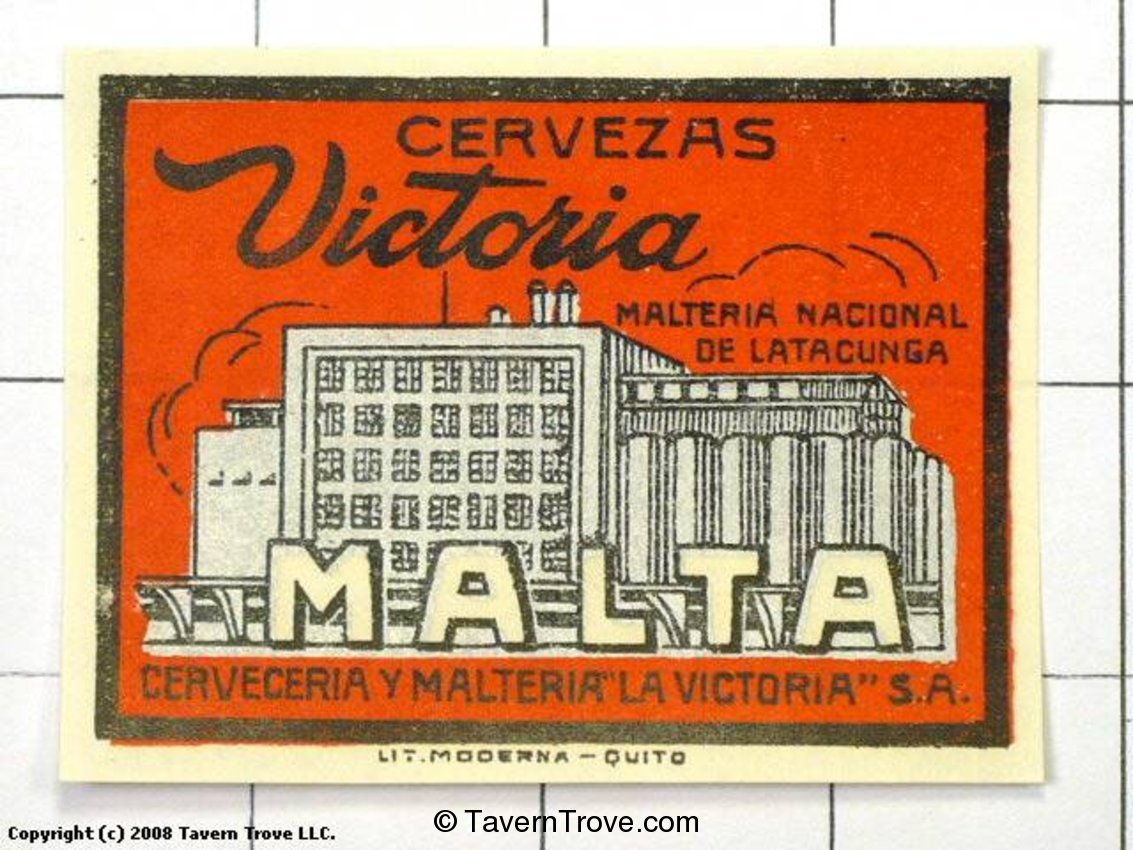 CERVEZAS
Victoria
MALTERIA NACIONAL
DE LATACUNGA
MALTA
CERVECERIA Y MALTERIA "LA VICTORIA" S.A.
LIT. MODERNA - QUITO
© TavernTrove.com
Copyright (c) 2008 Tavern Trove LLC.